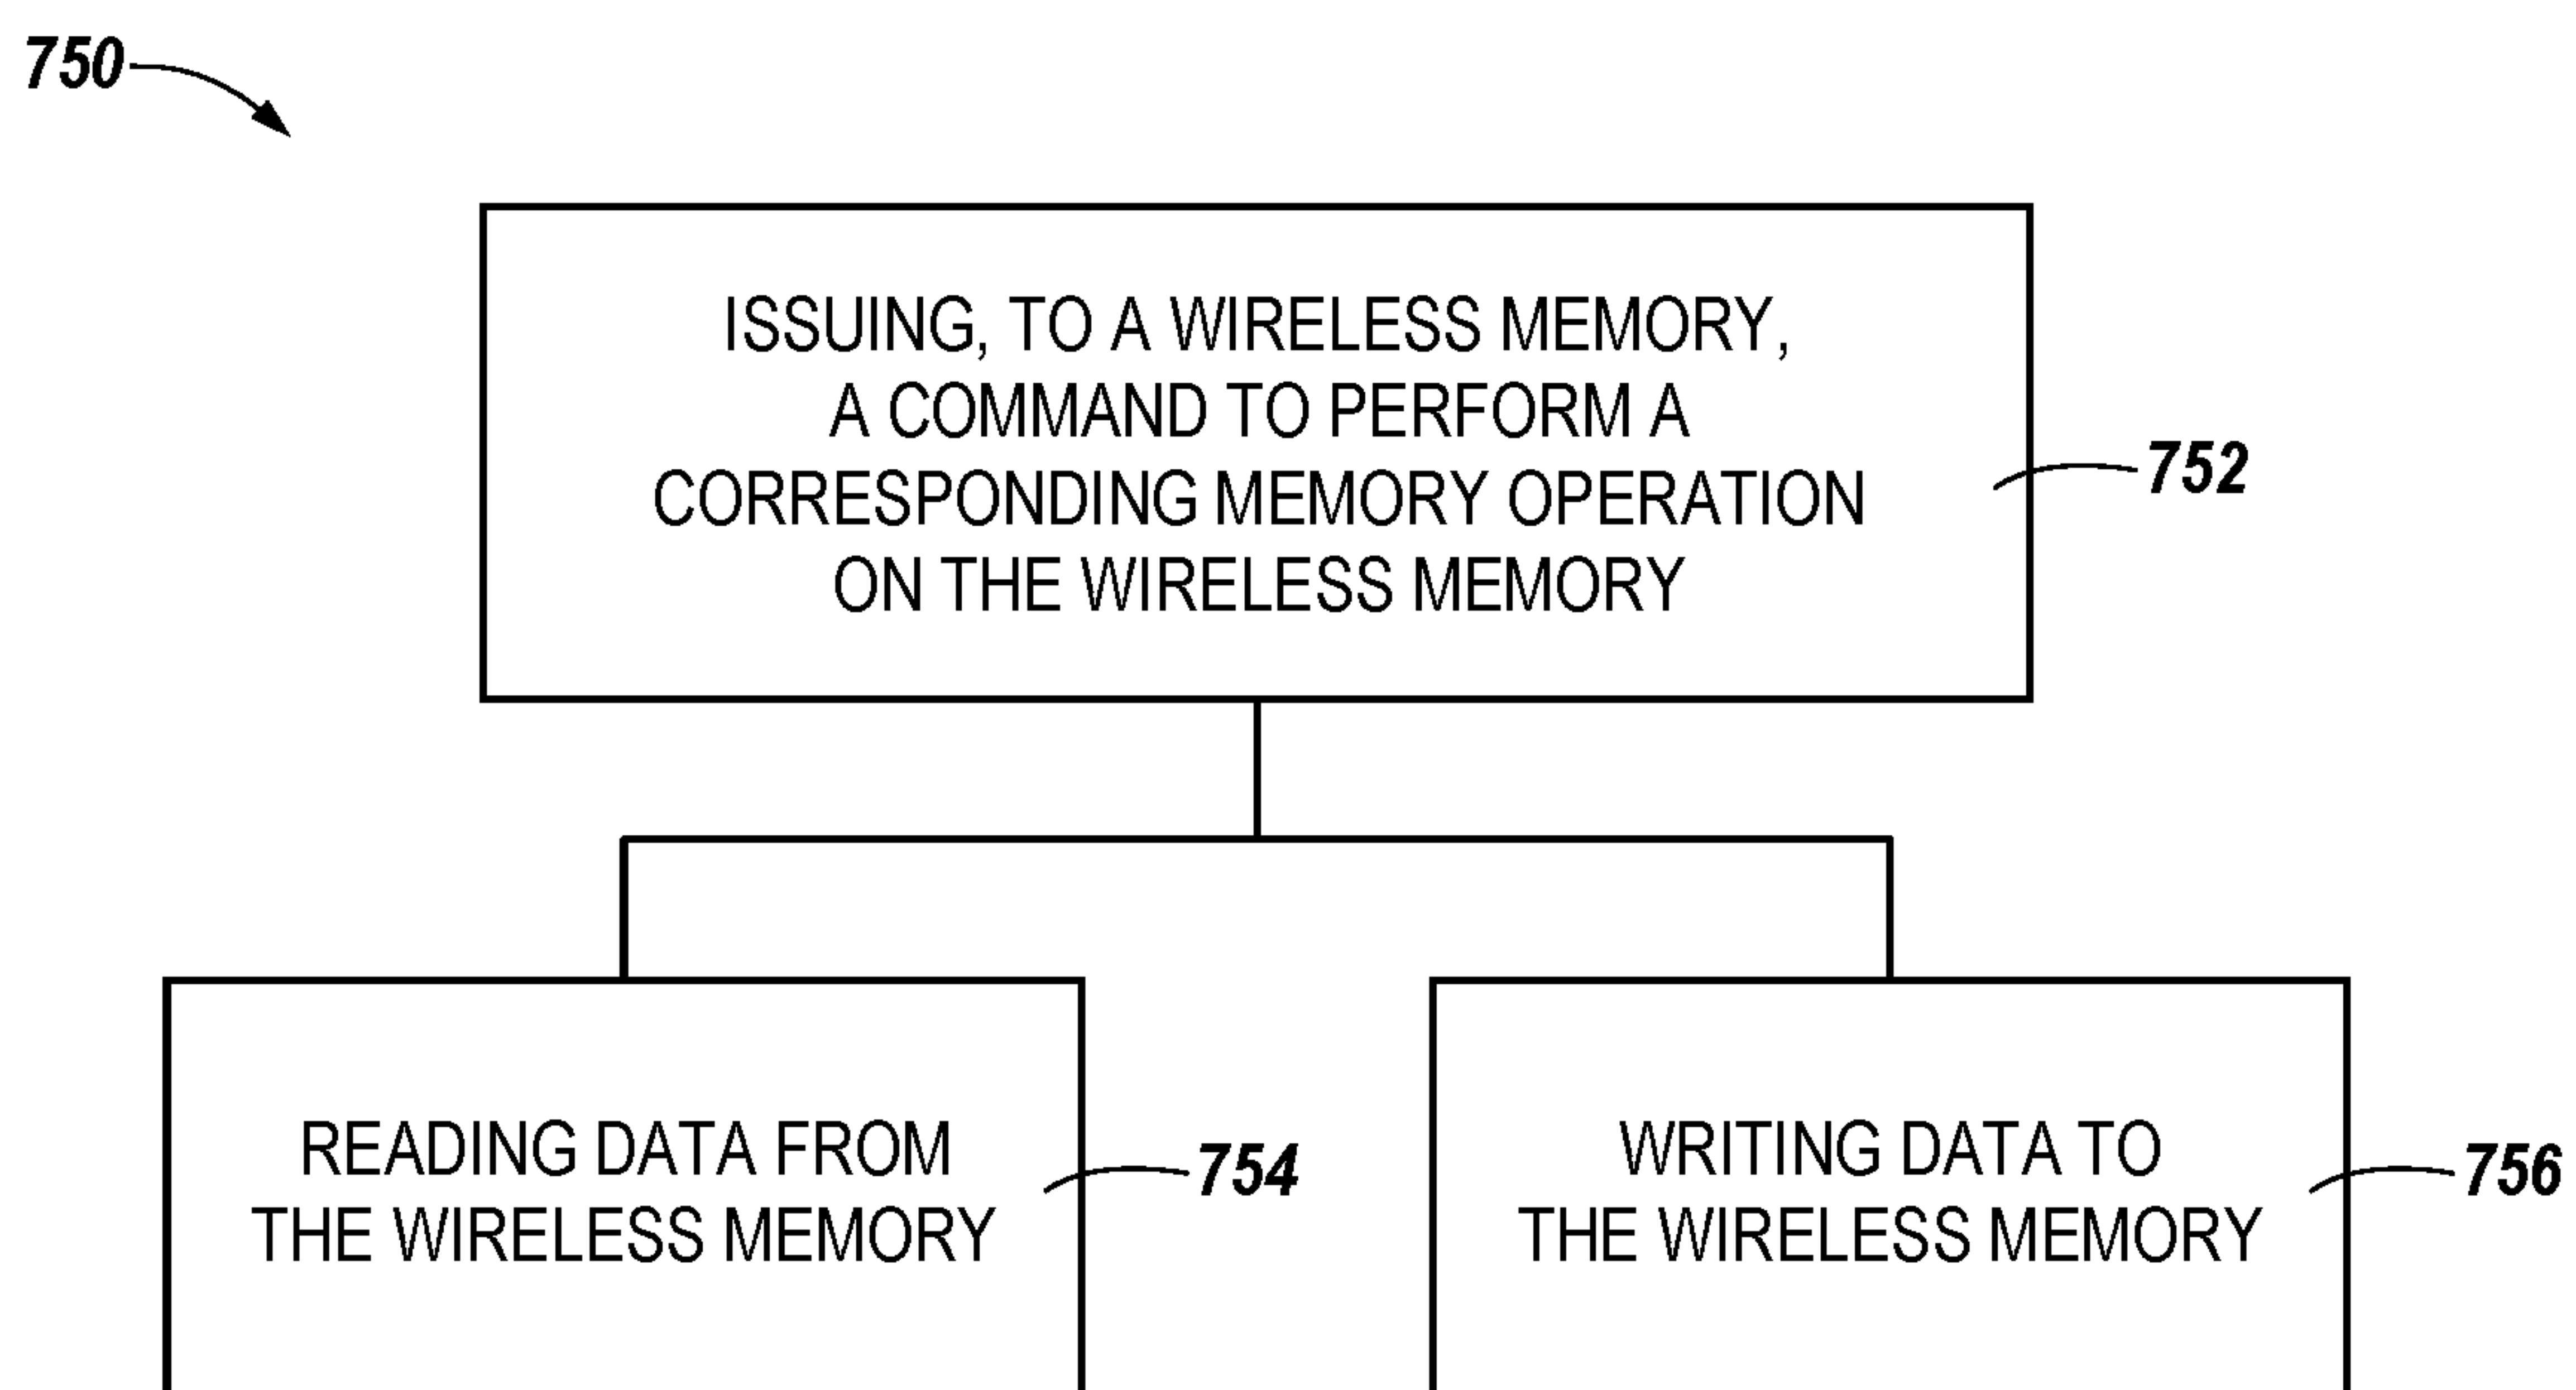 750
ISSUING, TO A WIRELESS MEMORY,
A COMMAND TO PERFORM A
CORRESPONDING MEMORY OPERATION
ON THE WIRELESS MEMORY
752
READING DATA FROM
THE WIRELESS MEMORY
754
WRITING DATA TO
THE WIRELESS MEMORY
756